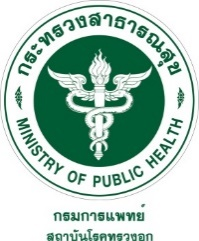 กระทรวงสาธารณสุข
MINISTRY OF PUBLIC HEALTH
กรมการแพทย์
สถาบันโรคทรวงอก